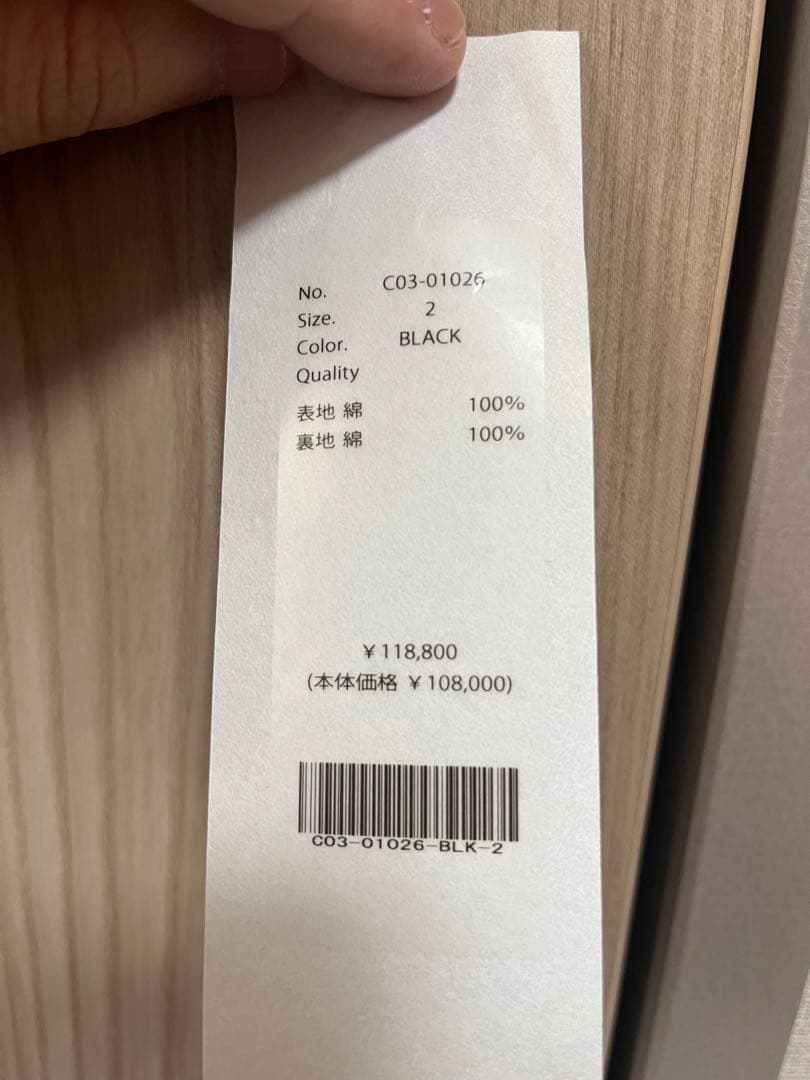 No. C03-01026
Size. 2
Color. BLACK
Quality
表地 綿 100%
裏地 綿 100%
￥118,800
(本体価格 ￥108,000)
C03-01026-BLK-2